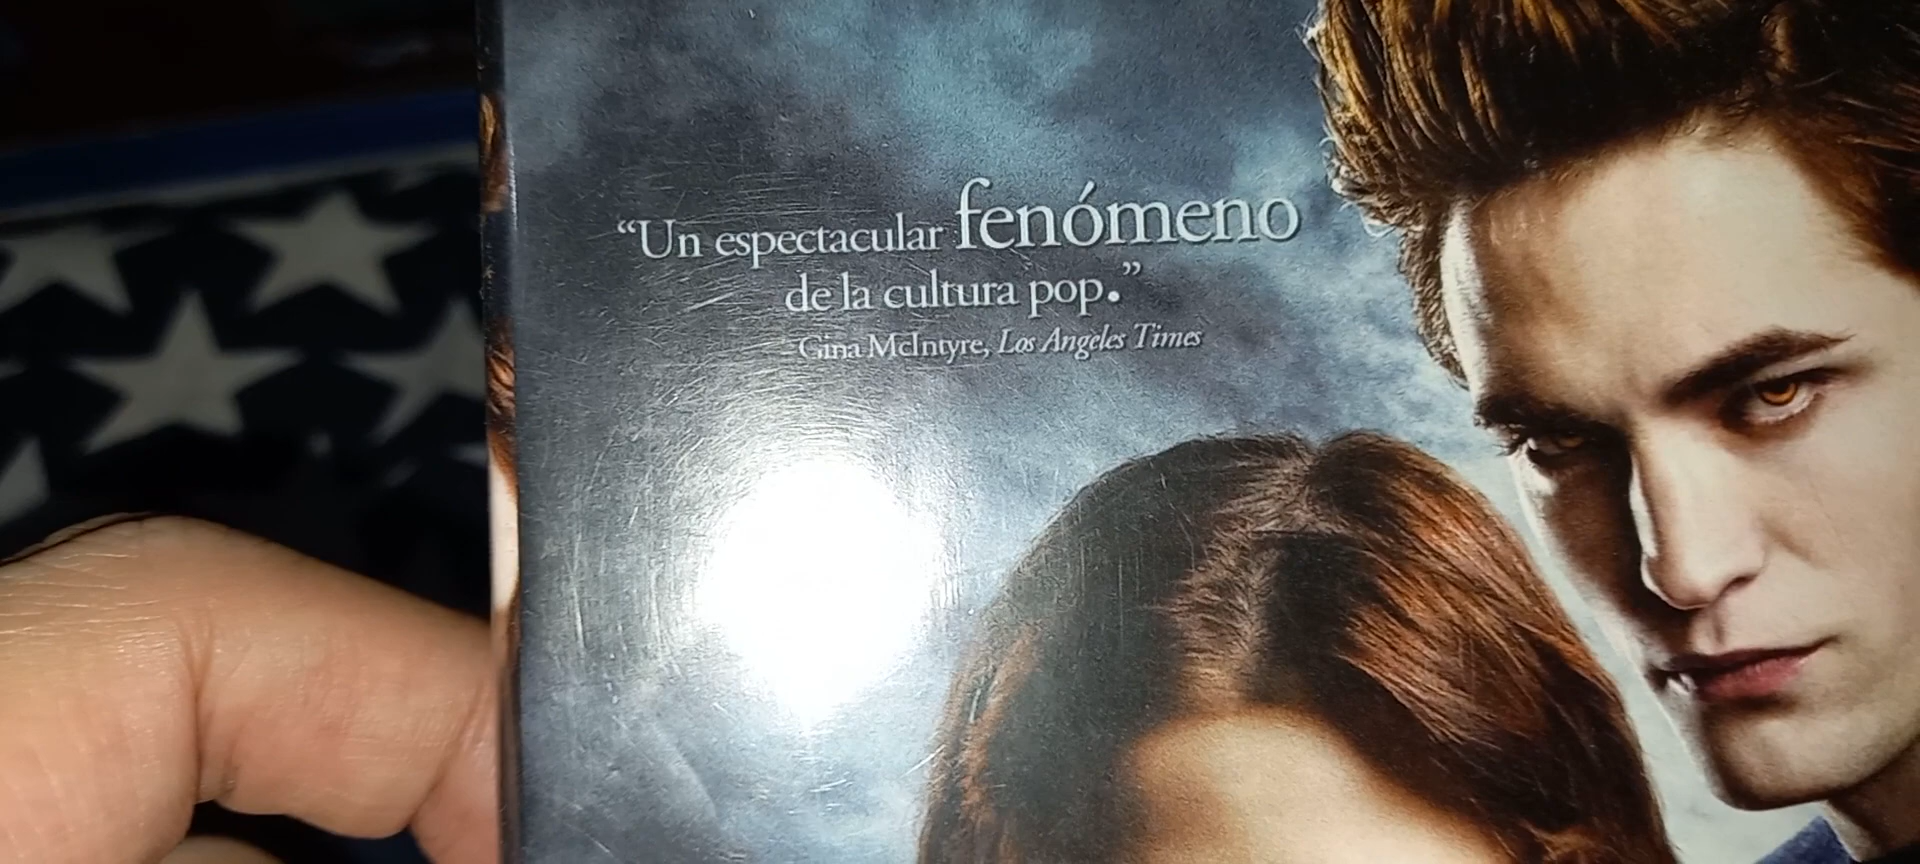 “Un espectacular fenómeno
de la cultura pop.”
- Gina McIntyre, Los Angeles Times